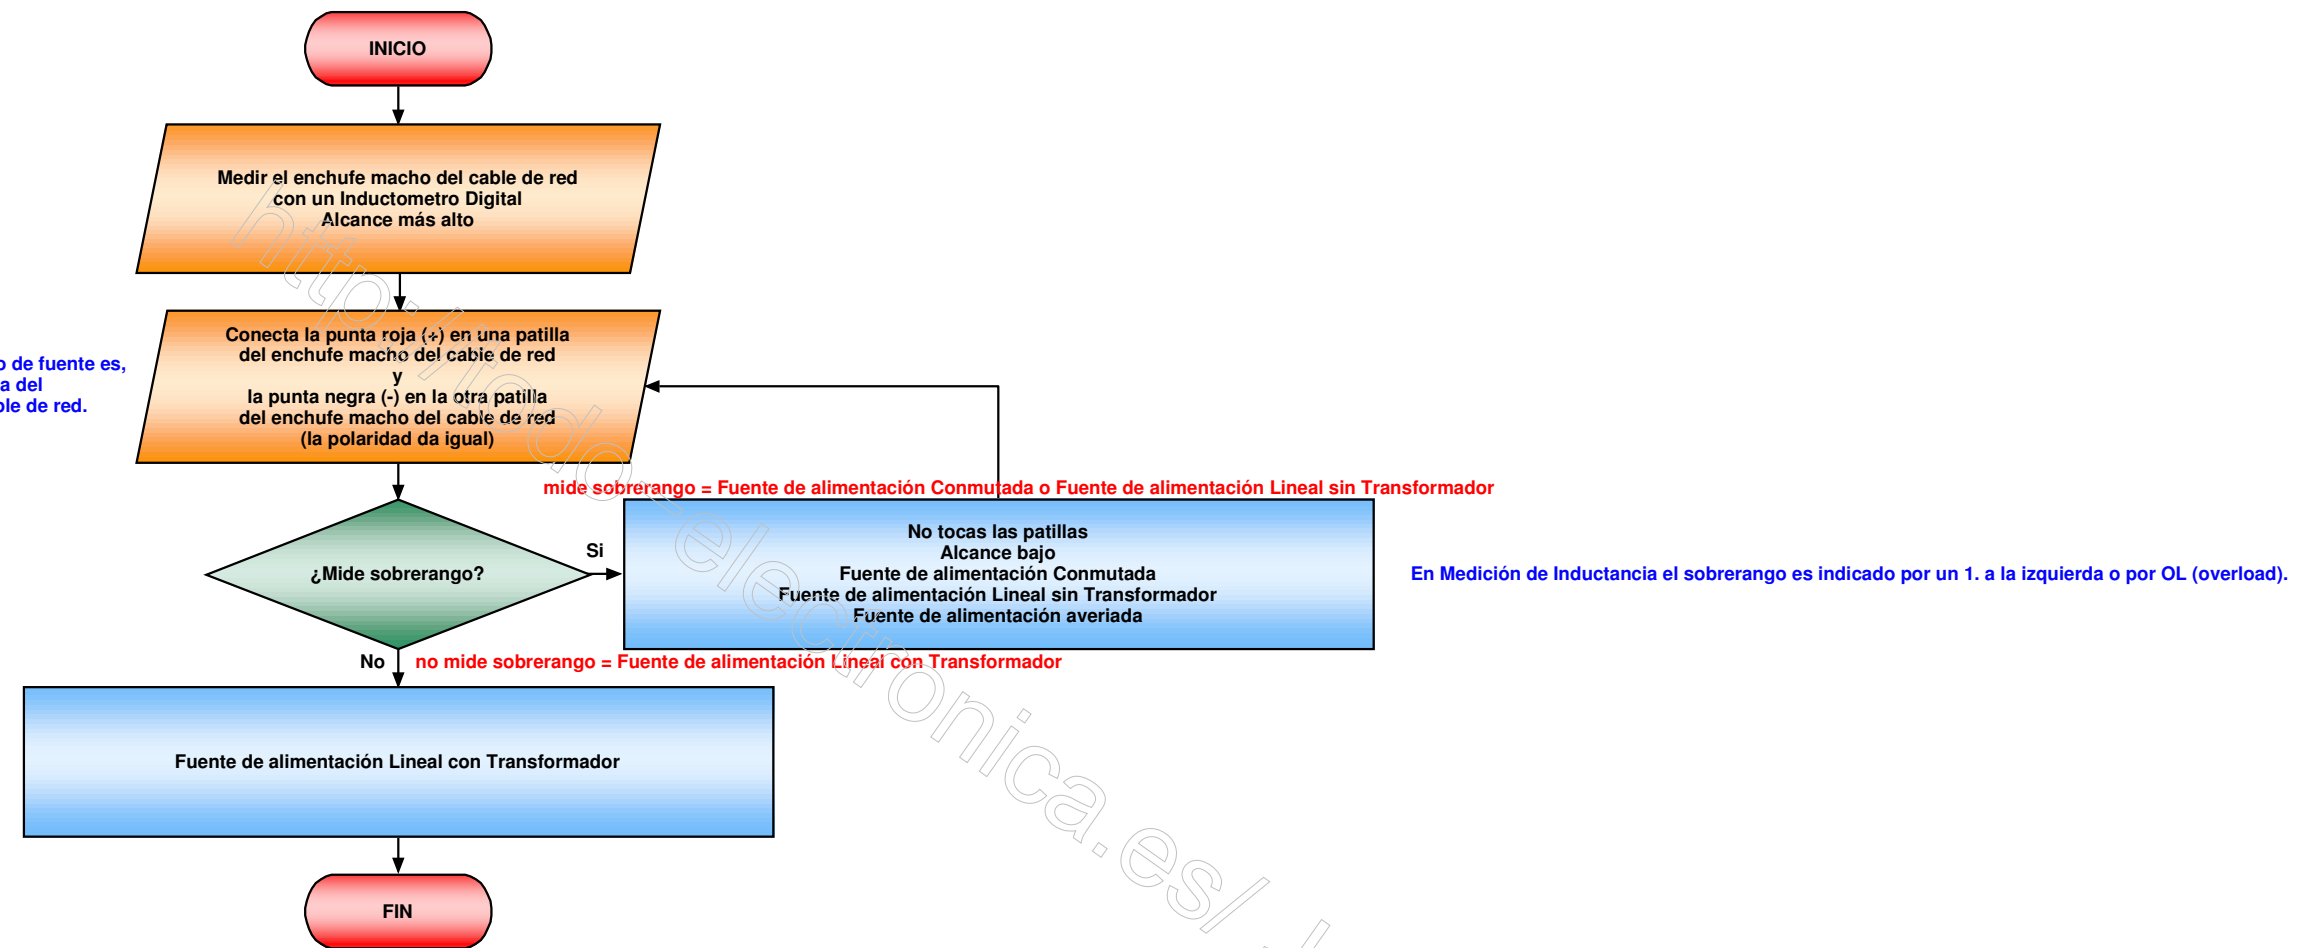 INICIO
Medir el enchufe macho del cable de red
con un Inductometro Digital
Alcance más alto
Conecta la punta roja (+) en una patilla
del enchufe macho del cable de red
y
la punta negra (-) en la otra patilla
del enchufe macho del cable de red
(la polaridad da igual)
de fuente es,
del
de red.
mide sobrerango = Fuente de alimentación Conmutada o Fuente de alimentación Lineal sin Transformador
¿Mide sobrerango?
Si
No tocas las patillas
Alcance bajo
Fuente de alimentación Conmutada
Fuente de alimentación Lineal sin Transformador
Fuente de alimentación averiada
En Medición de Inductancia el sobrerango es indicado por un 1. a la izquierda o por OL (overload).
No
no mide sobrerango = Fuente de alimentación Lineal con Transformador
Fuente de alimentación Lineal con Transformador
FIN
http://todo-electronica.es/